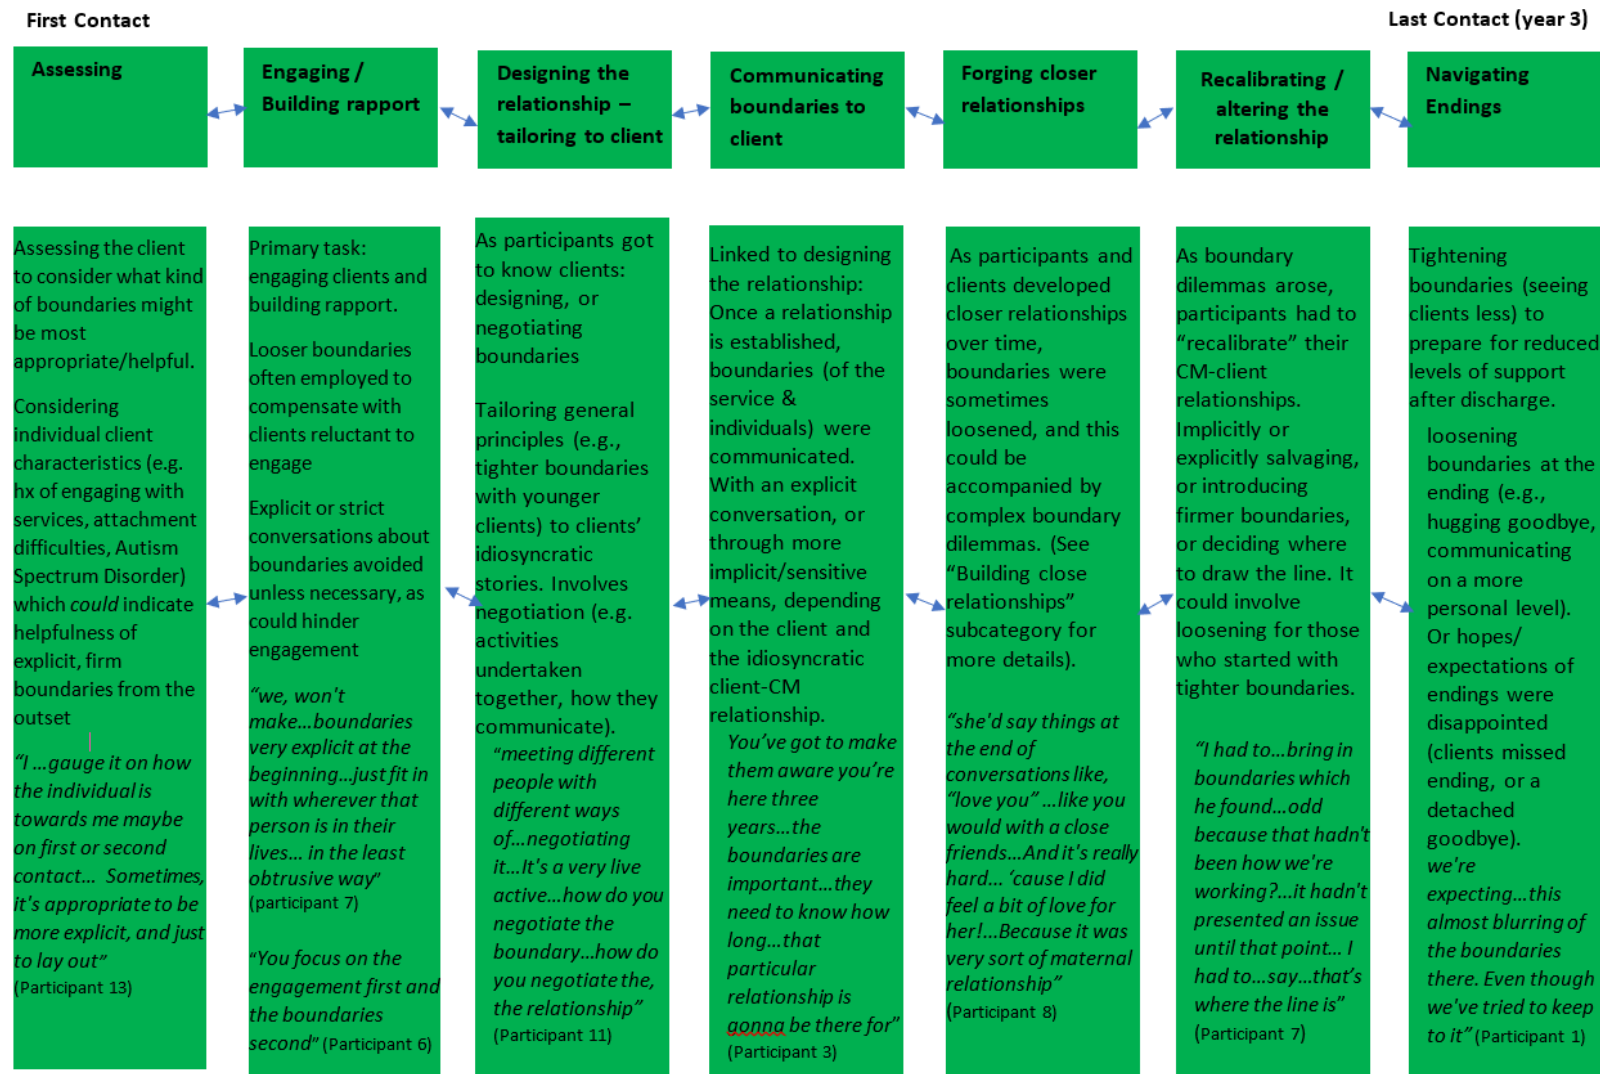 First Contact
Last Contact (year 3)
Assessing
Engaging /
Building rapport
Designing the
relationship –
tailoring to client
Communicating
boundaries to
client
Forging closer
relationships
Recalibrating /
altering the
relationship
Navigating
Endings
Assessing the client
to consider what kind
of boundaries might
be most
appropriate/helpful.
Considering
individual client
characteristics (e.g.
hx of engaging with
services, attachment
difficulties, Autism
Spectrum Disorder)
which could indicate
helpfulness of
explicit, firm
boundaries from the
outset
“I …gauge it on how
the individual is
towards me maybe
on first or second
contact… Sometimes,
it's appropriate to be
more explicit, and just
to lay out”
(Participant 13)
Primary task:
engaging clients and
building rapport.
Looser boundaries
often employed to
compensate with
clients reluctant to
engage
Explicit or strict
conversations about
boundaries avoided
unless necessary, as
could hinder
engagement
“we, won't
make…boundaries
very explicit at the
beginning…just fit in
with wherever that
person is in their
lives… in the least
obtrusive way”
(participant 7)
“You focus on the
engagement first and
the boundaries
second” (Participant 6)
As participants got
to know clients:
designing, or
negotiating
boundaries
Tailoring general
principles (e.g.,
tighter boundaries
with younger
clients) to clients’
idiosyncratic
stories. Involves
negotiation (e.g.
activities
undertaken
together, how they
communicate).
“meeting different
people with
different ways
of…negotiating
it…It's a very live
active…how do you
negotiate the
boundary…how do
you negotiate the,
the relationship”
(Participant 11)
Linked to designing
the relationship:
Once a relationship
is established,
boundaries (of the
service &
individuals) were
communicated.
With an explicit
conversation, or
through more
implicit/sensitive
means, depending
on the client and
the idiosyncratic
client-CM
relationship.
You’ve got to make
them aware you’re
here three
years…the
boundaries are
important…they
need to know how
long…that
particular
relationship is
gonna be there for”
(Participant 3)
As participants and
clients developed
closer relationships
over time,
boundaries were
sometimes
loosened, and this
could be
accompanied by
complex boundary
dilemmas. (See
“Building close
relationships”
subcategory for
more details).
“she'd say things at
the end of
conversations like,
“love you” …like you
would with a close
friends…And it's really
hard… ‘cause I did
feel a bit of love for
her!…Because it was
very sort of maternal
relationship”
(Participant 8)
As boundary
dilemmas arose,
participants had to
“recalibrate” their
CM-client
relationships.
Implicitly or
explicitly salvaging,
or introducing
firmer boundaries,
or deciding where
to draw the line. It
could involve
loosening for those
who started with
tighter boundaries.
“I had to…bring in
boundaries which
he found…odd
because that hadn't
been how we're
working?…it hadn't
presented an issue
until that point… I
had to…say…that’s
where the line is”
(Participant 7)
Tightening
boundaries (seeing
clients less) to
prepare for reduced
levels of support
after discharge.
loosening
boundaries at the
ending (e.g.,
hugging goodbye,
communicating
on a more
personal level).
Or hopes/
expectations of
endings were
disappointed
(clients missed
ending, or a
detached
goodbye).
we're
expecting…this
almost blurring of
the boundaries
there. Even though
we've tried to keep
to it” (Participant 1)